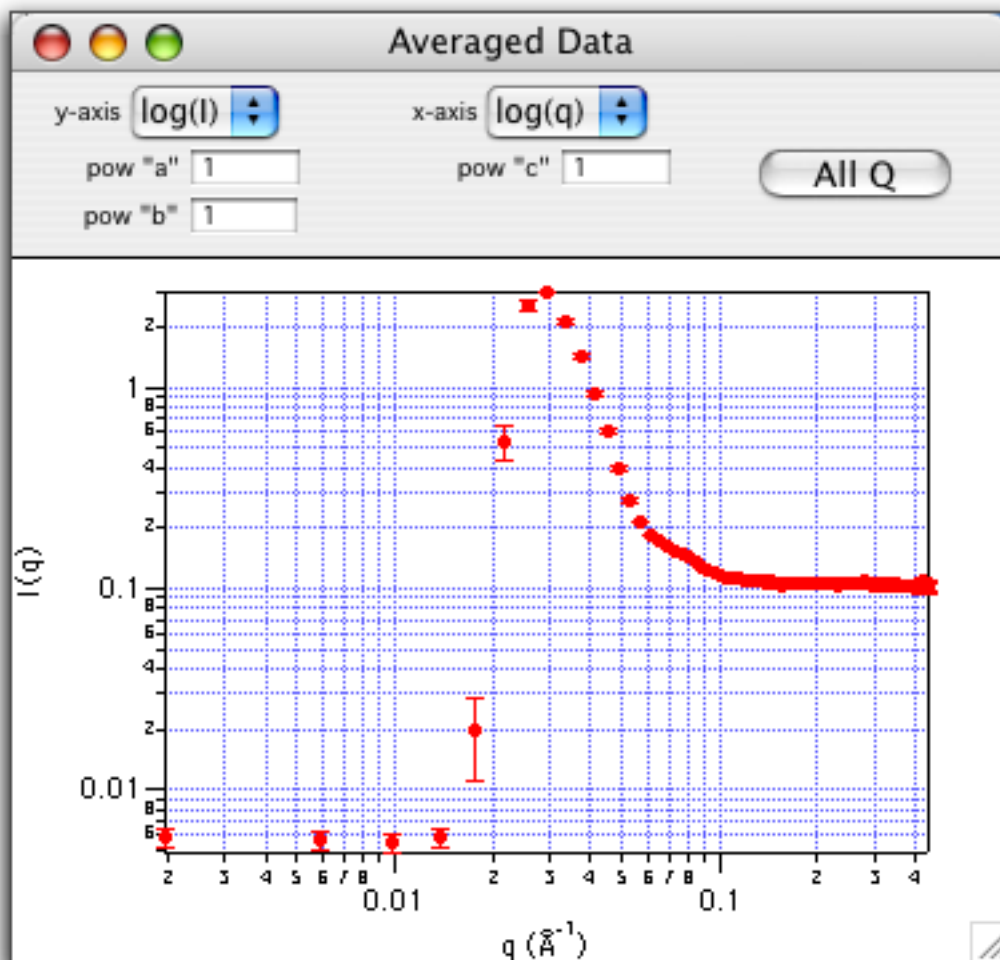 Averaged Data
y-axis log(I) x-axis log(q)
pow "a" 1 pow "c" 1 All Q
pow "b" 1
2
1
8
6
4
2
I(q)
0.1
8
6
4
2
0.01
8
6
2 3 4 5 6 7 8 2 3 4 5 6 7 8 2 3 4
0.01 0.1
q (Å⁻¹)